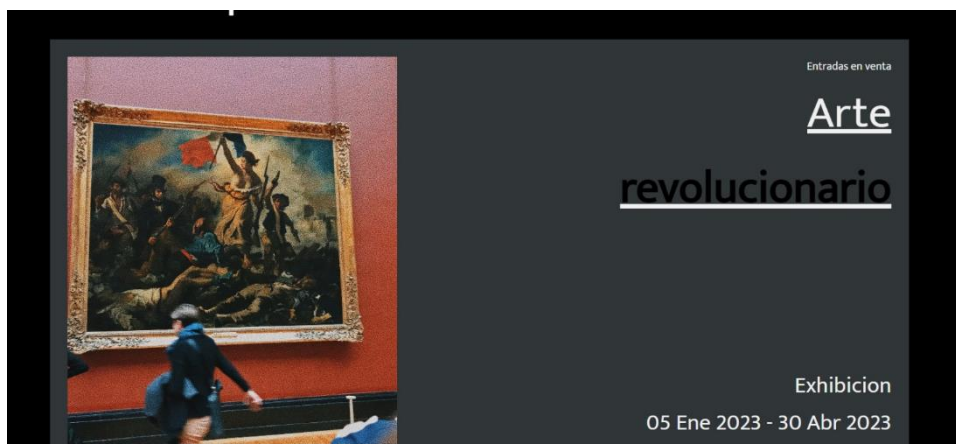 Entradas en venta
Arte
revolucionario
Exhibicion
05 Ene 2023 - 30 Abr 2023